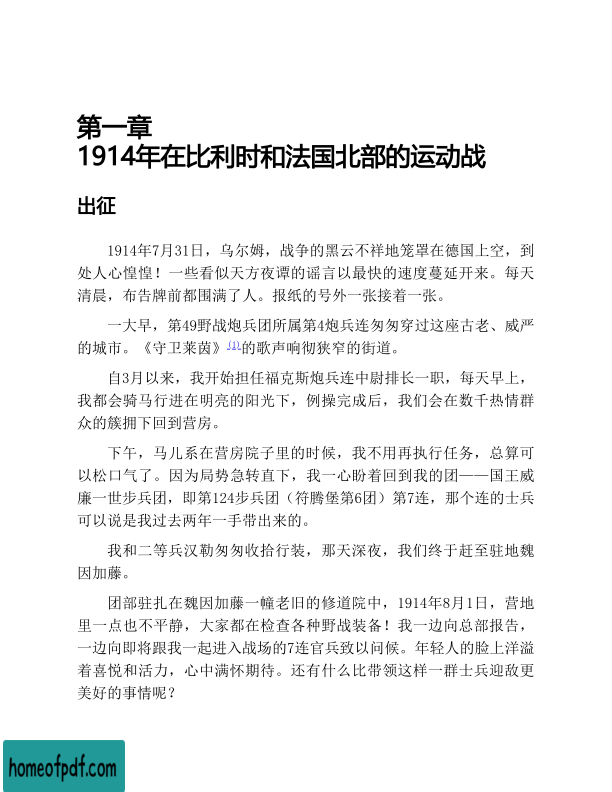 第一章
1914年在比利时和法国北部的运动战
出征
1914年7月31日，乌尔姆，战争的黑云不祥地笼罩在德国上空，到
处人心惶惶！一些看似天方夜谭的谣言以最快的速度蔓延开来。每天
清晨，布告牌前都围满了人。报纸的号外一张接着一张。
一大早，第49野战炮兵团所属第4炮兵连匆匆穿过这座古老、威严
的城市。《守卫莱茵》(1)的歌声响彻狭窄的街道。
自3月以来，我开始担任福克斯炮兵连中尉排长一职，每天早上，
我都会骑马行进在明亮的阳光下，例操完成后，我们会在数千热情群
众的簇拥下回到营房。
下午，马儿系在营房院子里的时候，我不用再执行任务，总算可
以松口气了。因为局势急转直下，我一心盼着回到我的团——国王威
廉一世步兵团，即第124步兵团（符腾堡第6团）第7连，那个连的士兵
可以说是我过去两年一手带出来的。
我和二等兵汉勒匆匆收拾行装，那天深夜，我们终于赶至驻地魏
因加藤。
团部驻扎在魏因加藤一幢老旧的修道院中，1914年8月1日，营地
里一点也不平静，大家都在检查各种野战装备！我一边向总部报告，
一边向即将跟我一起进入战场的7连官兵致以问候。年轻人的脸上洋溢
着喜悦和活力，心中满怀期待。还有什么比带领这样一群士兵迎敌更
美好的事情呢？
homeofpdf.com